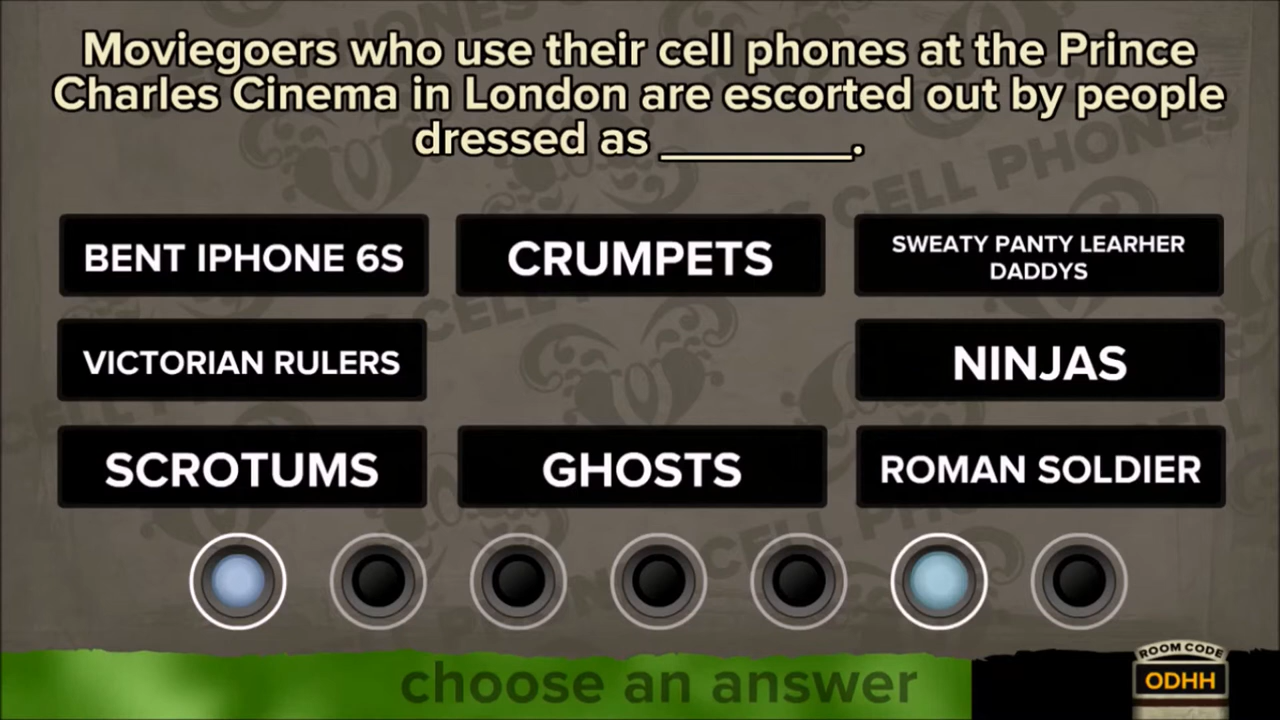 Moviegoers who use their cell phones at the Prince
Charles Cinema in London are escorted out by people
dressed as ________.
BENT IPHONE 6S
CRUMPETS
SWEATY PANTY LEARHER
DADDYS
VICTORIAN RULERS
NINJAS
SCROTUMS
GHOSTS
ROMAN SOLDIER
choose an answer
ROOM CODE
ODHH